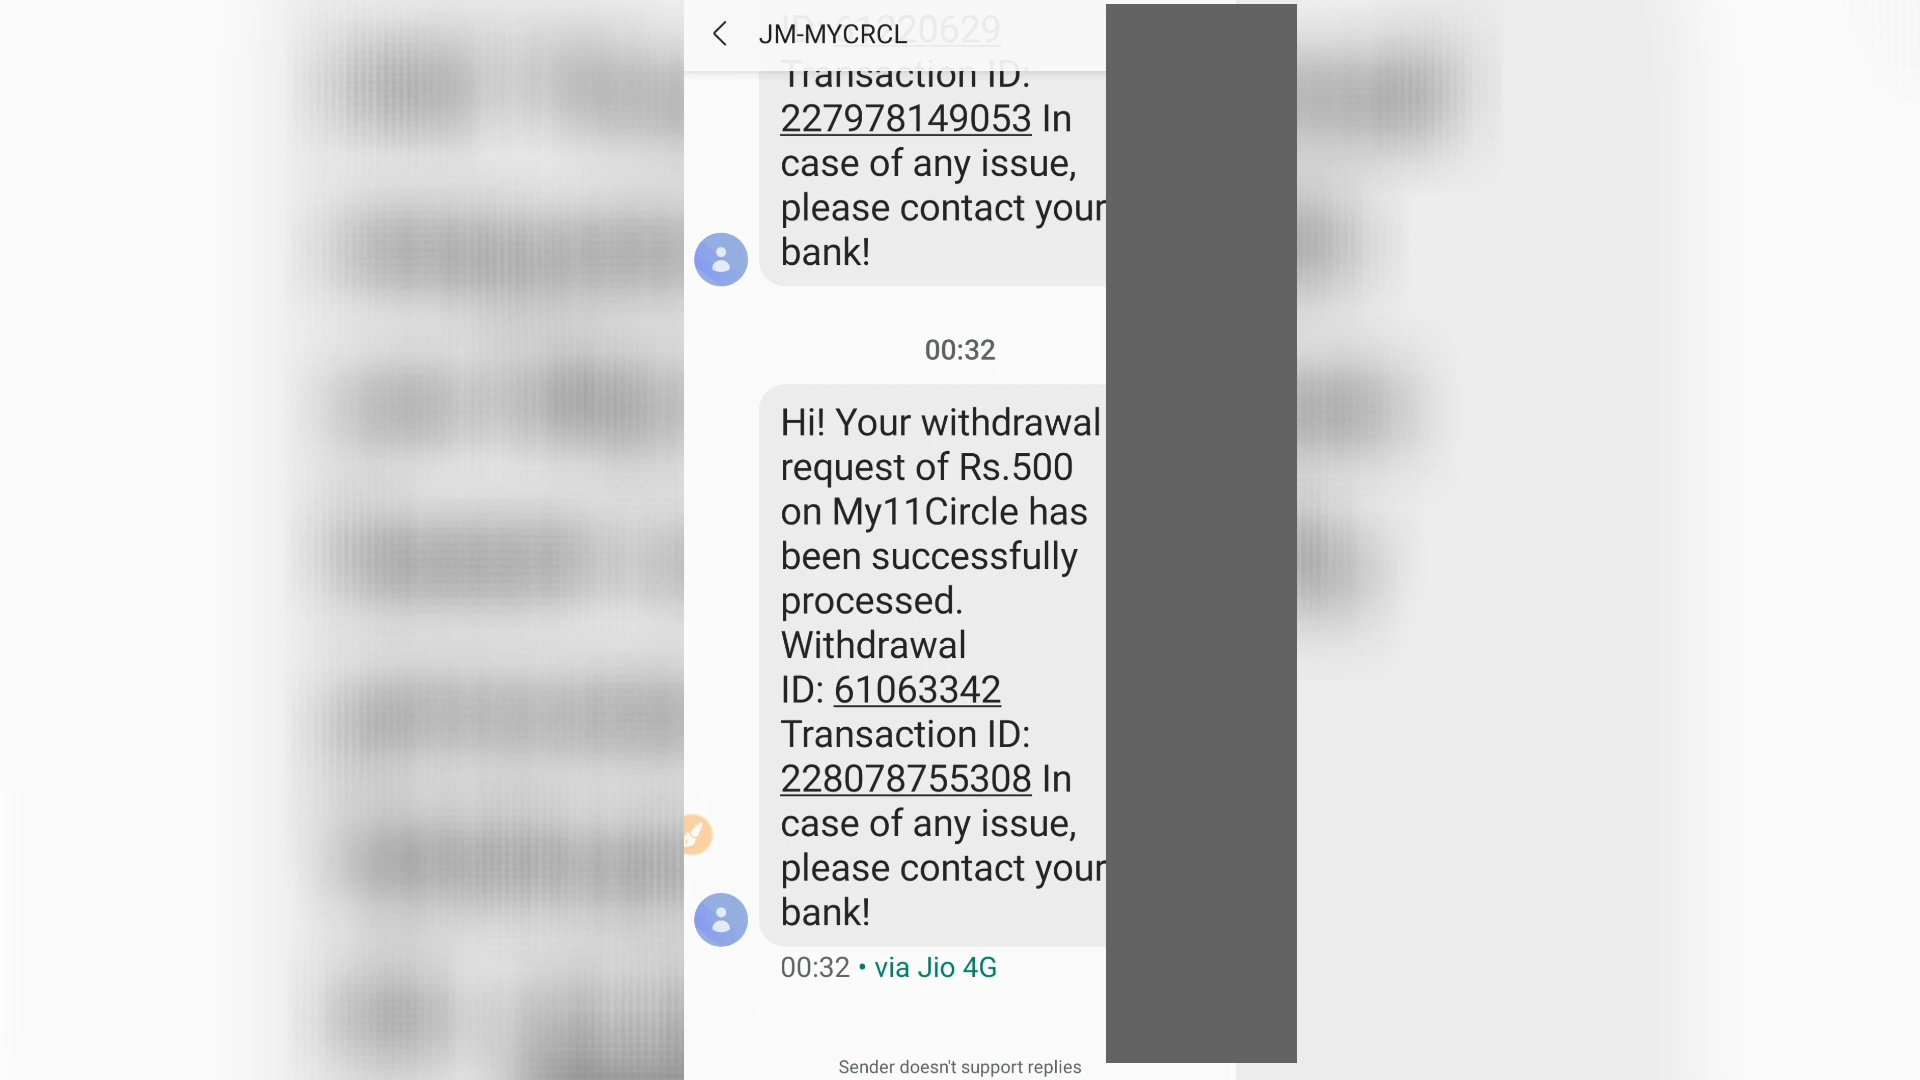 JM-MYCRCL
Transaction ID:
227978149053 In
case of any issue,
please contact your
bank!
00:32
Hi! Your withdrawal
request of Rs.500
on My11Circle has
been successfully
processed.
Withdrawal
ID: 61063342
Transaction ID:
228078755308 In
case of any issue,
please contact your
bank!
00:32 • via Jio 4G
Sender doesn't support replies